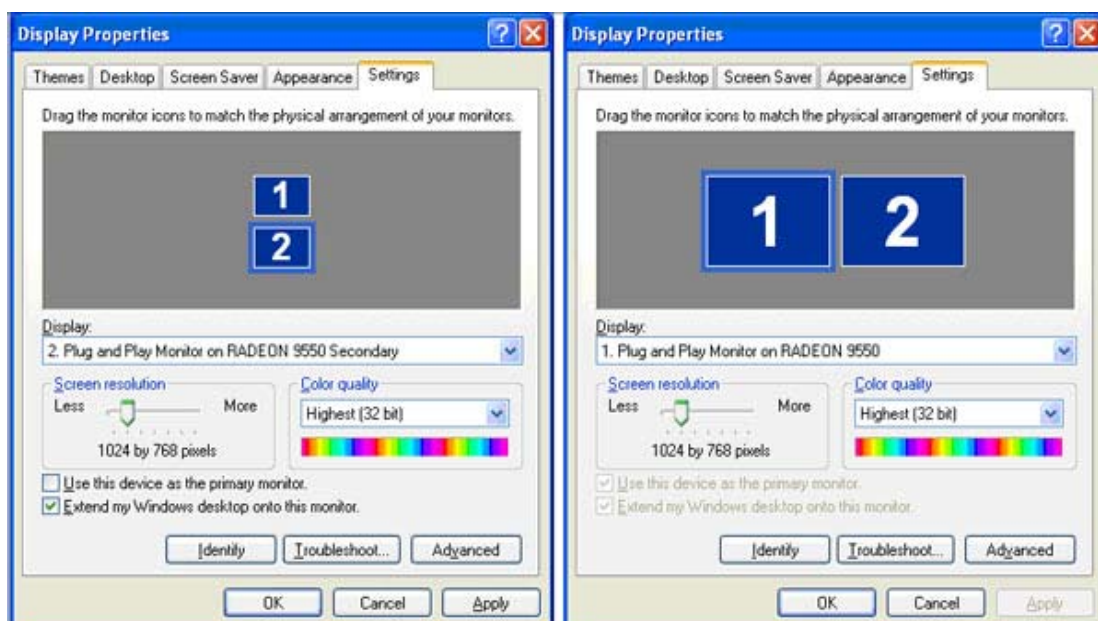 Display Properties
Themes Desktop Screen Saver Appearance Settings
Drag the monitor icons to match the physical arrangement of your monitors.
1
2
Display:
2. Plug and Play Monitor on RADEON 9550 Secondary
Screen resolution
Less More
1024 by 768 pixels
Color quality
Highest (32 bit)
Use this device as the primary monitor.
Extend my Windows desktop onto this monitor.
Identify Troubleshoot... Advanced
OK Cancel Apply
Display Properties
Themes Desktop Screen Saver Appearance Settings
Drag the monitor icons to match the physical arrangement of your monitors.
1 2
Display:
1. Plug and Play Monitor on RADEON 9550
Screen resolution
Less More
1024 by 768 pixels
Color quality
Highest (32 bit)
Use this device as the primary monitor.
Extend my Windows desktop onto this monitor.
Identify Troubleshoot... Advanced
OK Cancel Apply